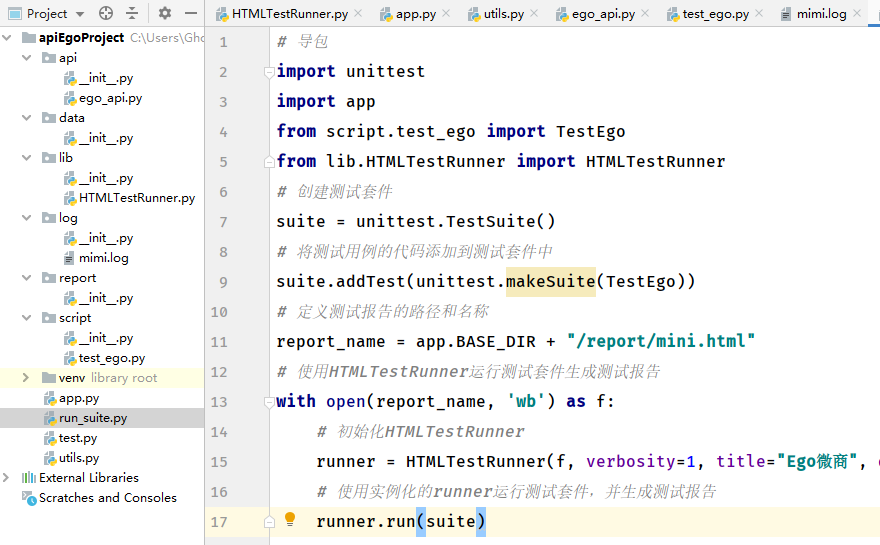 Project
HTMLTestRunner.py
app.py
utils.py
ego_api.py
test_ego.py
mimi.log
apiEgoProject C:\Users\Gho
api
__init__.py
ego_api.py
data
__init__.py
lib
__init__.py
HTMLTestRunner.py
log
__init__.py
mimi.log
report
__init__.py
script
__init__.py
test_ego.py
venv library root
app.py
run_suite.py
test.py
utils.py
External Libraries
Scratches and Consoles
1 # 导包
2 import unittest
3 import app
4 from script.test_ego import TestEgo
5 from lib.HTMLTestRunner import HTMLTestRunner
6 # 创建测试套件
7 suite = unittest.TestSuite()
8 # 将测试用例的代码添加到测试套件中
9 suite.addTest(unittest.makeSuite(TestEgo))
10 # 定义测试报告的路径和名称
11 report_name = app.BASE_DIR + "/report/mini.html"
12 # 使用HTMLTestRunner运行测试套件生成测试报告
13 with open(report_name, 'wb') as f:
14 # 初始化HTMLTestRunner
15 runner = HTMLTestRunner(f, verbosity=1, title="Ego微商",
16 # 使用实例化的runner运行测试套件，并生成测试报告
17 runner.run(suite)